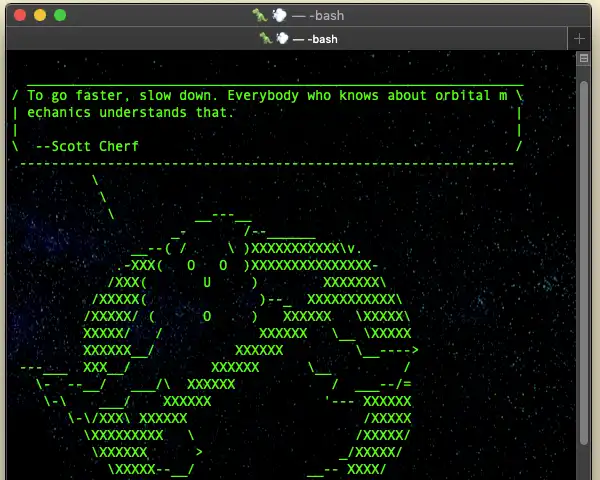 — -bash
— -bash
 ________________________________________________________________
/ To go faster, slow down. Everybody who knows about orbital m \
| echanics understands that.                                   |
|                                                              |
\  --Scott Cherf                                               /
 --------------------------------------------------------------
          \
           \
            \          __---__
                    _-       /--______
               __--( /     \ )XXXXXXXXXXX\v.
             .-XXX(   O   O  )XXXXXXXXXXXXXXX-
            /XXX(       U     )        XXXXXXX\
          /XXXXX(              )--_  XXXXXXXXXXX\
         /XXXXX/ (      O     )   XXXXXX   \XXXXX\
         XXXXX/   /            XXXXXX   \__ \XXXXX
         XXXXXX__/          XXXXXX         \__---->
 ---___  XXX__/          XXXXXX      \__         /
   \-  --__/   ___/\  XXXXXX            /  ___--/=
    \-\    ___/    XXXXXX              '--- XXXXXX
       \-\/XXX\ XXXXXX                      /XXXXX
         \XXXXXXXXX   \                    /XXXXX/
          \XXXXXX      >                 _/XXXXX/
            \XXXXX--__/              __-- XXXX/